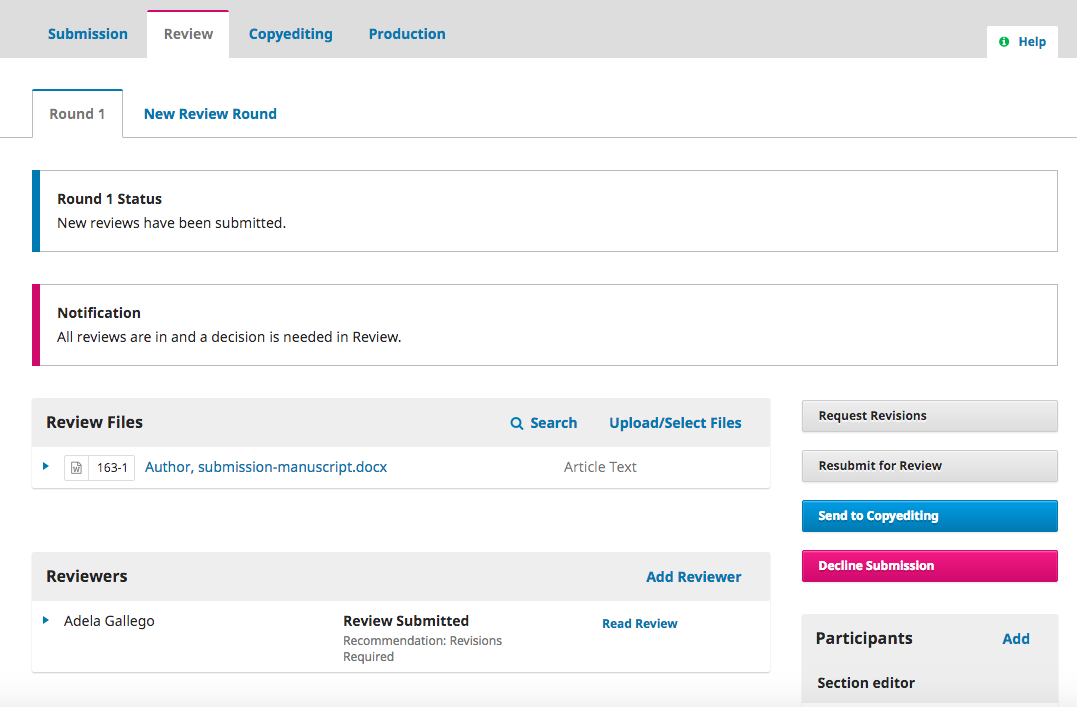 Submission Review Copyediting Production
Help
Round 1 New Review Round
Round 1 Status
New reviews have been submitted.
Notification
All reviews are in and a decision is needed in Review.
Review Files Search Upload/Select Files
163-1 Author, submission-manuscript.docx Article Text
Reviewers Add Reviewer
Adela Gallego Review Submitted Read Review
Recommendation: Revisions
Required
Request Revisions
Resubmit for Review
Send to Copyediting
Decline Submission
Participants Add
Section editor